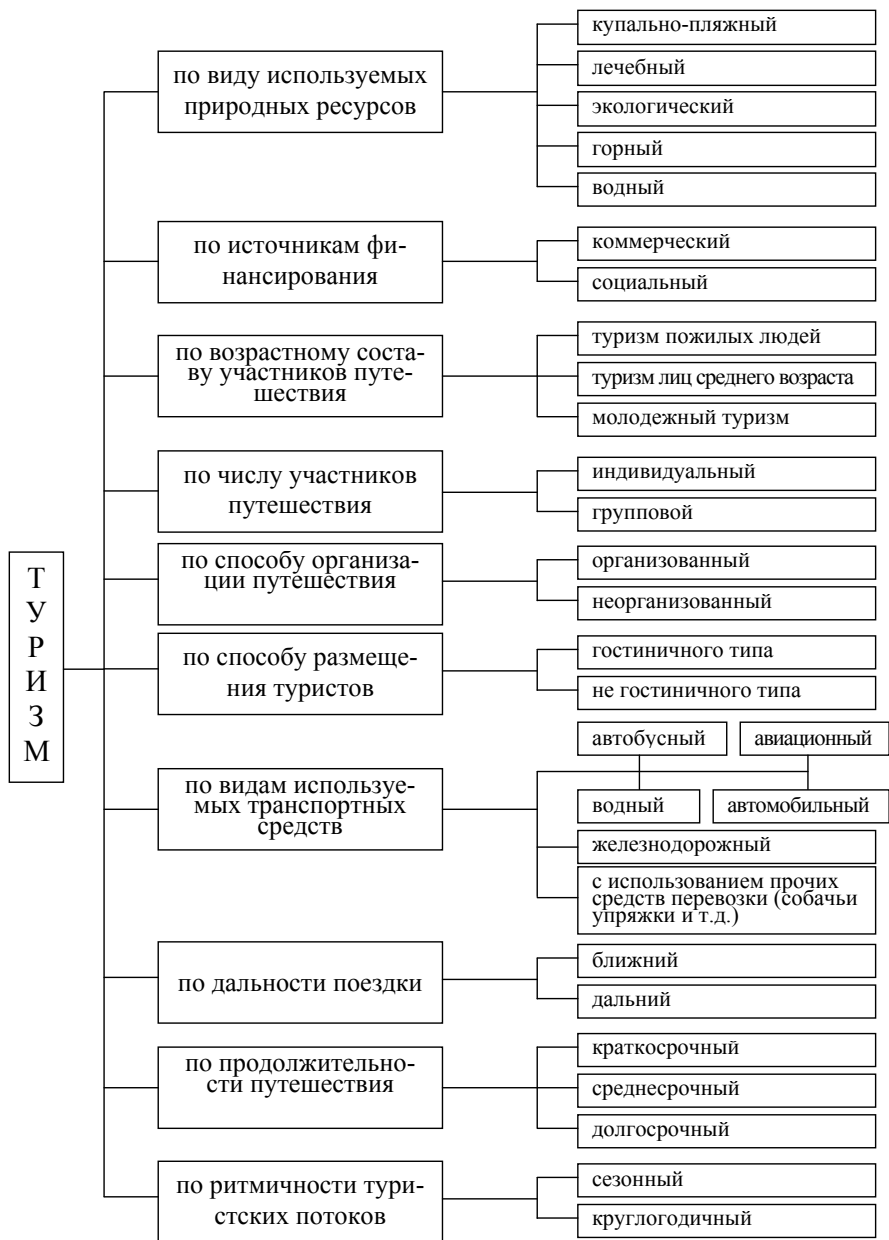 ТУРИЗМ
по виду используемых
природных ресурсов
купально-пляжный
лечебный
экологический
горный
водный
по источникам фи-
нансирования
коммерческий
социальный
по возрастному соста-
ву участников путе-
шествия
туризм пожилых людей
туризм лиц среднего возраста
молодежный туризм
по числу участников
путешествия
индивидуальный
групповой
по способу организа-
ции путешествия
организованный
неорганизованный
по способу размеще-
ния туристов
гостиничного типа
не гостиничного типа
по видам используе-
мых транспортных
средств
автобусный
авиационный
водный
автомобильный
железнодорожный
с использованием прочих
средств перевозки (собачьи
упряжки и т.д.)
по дальности поездки
ближний
дальний
по продолжительно-
сти путешествия
краткосрочный
среднесрочный
долгосрочный
по ритмичности тури-
стских потоков
сезонный
круглогодичный